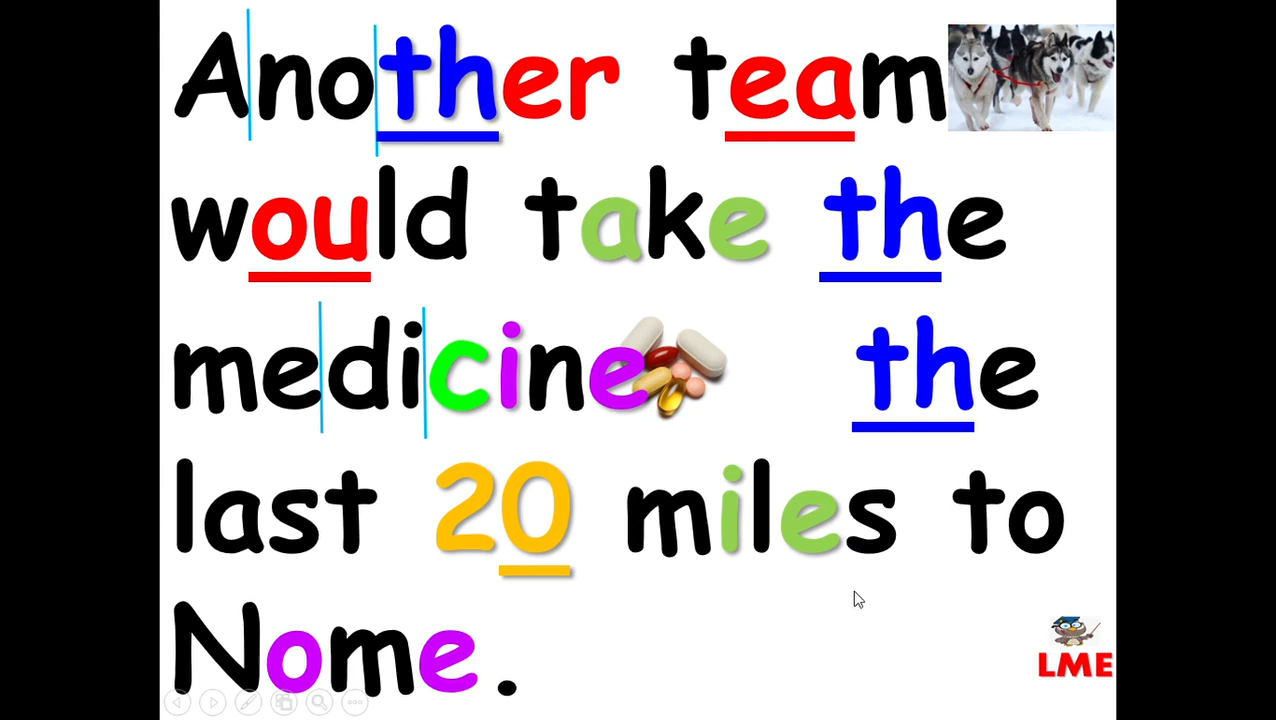 Another team
would take the
medicine the
last 20 miles to
Nome.
LME